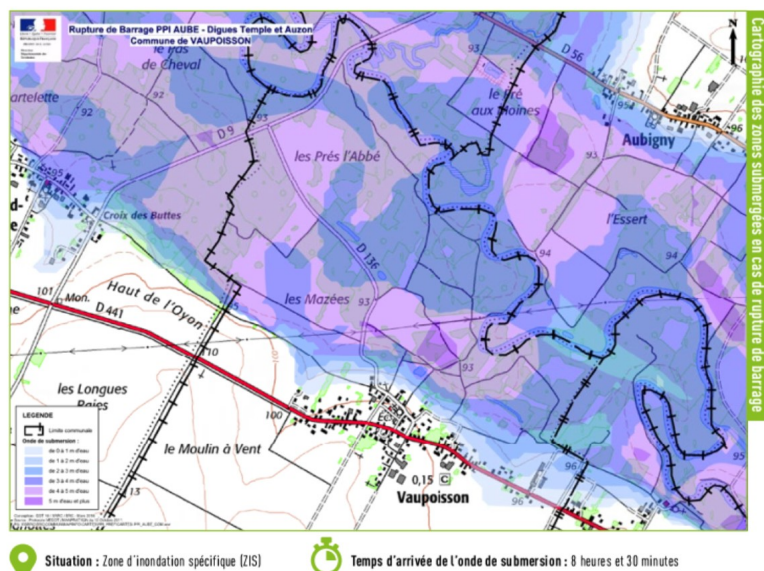 Rupture de Barrage PPI AUBE - Digues Temple et Auzon
Commune de VAUPOISSON
N
Cartographie des zones submergées en cas de rupture de barrage
le Pas
de Cheval
93
D 56
92
92
93
le Pré
aux Moines
95
96
Aubigny
D 9
les Prés l'Abbé
93
Croix des Buttes
l'Essert
D 136
94
94
101
Mon.
Haut de l'Oyon
D 441
les Mazées
93
110
93
les Longues
Raies
100
95
LEGENDE
Limite communale
Onde de submersion :
de 0 à 1 m d'eau
de 1 à 2 m d'eau
de 2 à 3 m d'eau
de 3 à 4 m d'eau
de 4 à 5 m d'eau
5 m d'eau et plus
le Moulin à Vent
0,15 C
Vaupoisson
96
96
13
Situation : Zone d'inondation spécifique (ZIS)
Temps d'arrivée de l'onde de submersion : 8 heures et 30 minutes